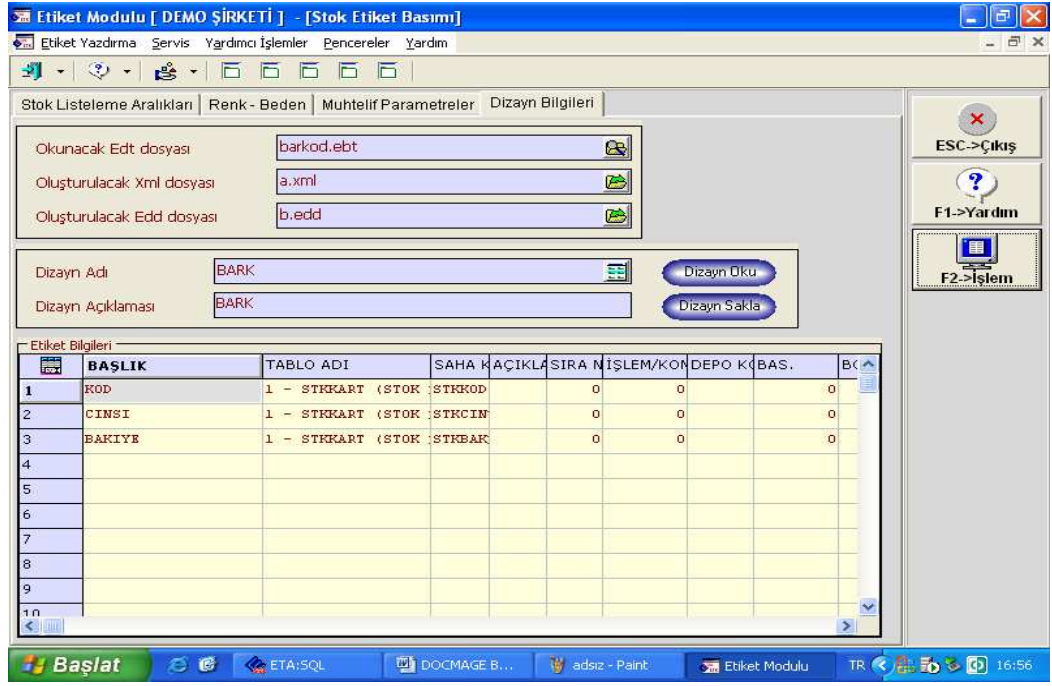 Etiket Modulu [ DEMO ŞİRKETİ ] - [Stok Etiket Basımı]
Etiket Yazdırma Servis Yardımcı İşlemler Pencereler Yardım
Stok Listeleme Aralıkları Renk - Beden Muhtelif Parametreler Dizayn Bilgileri
Okunacak Edt dosyası barkod.ebt
Oluşturulacak Xml dosyası a.xml
Oluşturulacak Edd dosyası b.edd
ESC->Çıkış
F1->Yardım
F2->İşlem
Dizayn Adı BARK Dizayn Oku
Dizayn Açıklaması BARK Dizayn Sakla
Etiket Bilgileri
BAŞLIK TABLO ADI SAHA K AÇIKLA SIRA N İŞLEM/KON DEPO K BAS. B
1 KOD 1 - STKKART (STOK STKKOD 0 0 0
2 CINSI 1 - STKKART (STOK STKCIN 0 0 0
3 BAKIYE 1 - STKKART (STOK STKBAK 0 0 0
4
5
6
7
8
9
10
Başlat ETA:SQL DOCMAGE B... adsız - Paint Etiket Modulu TR 16:56